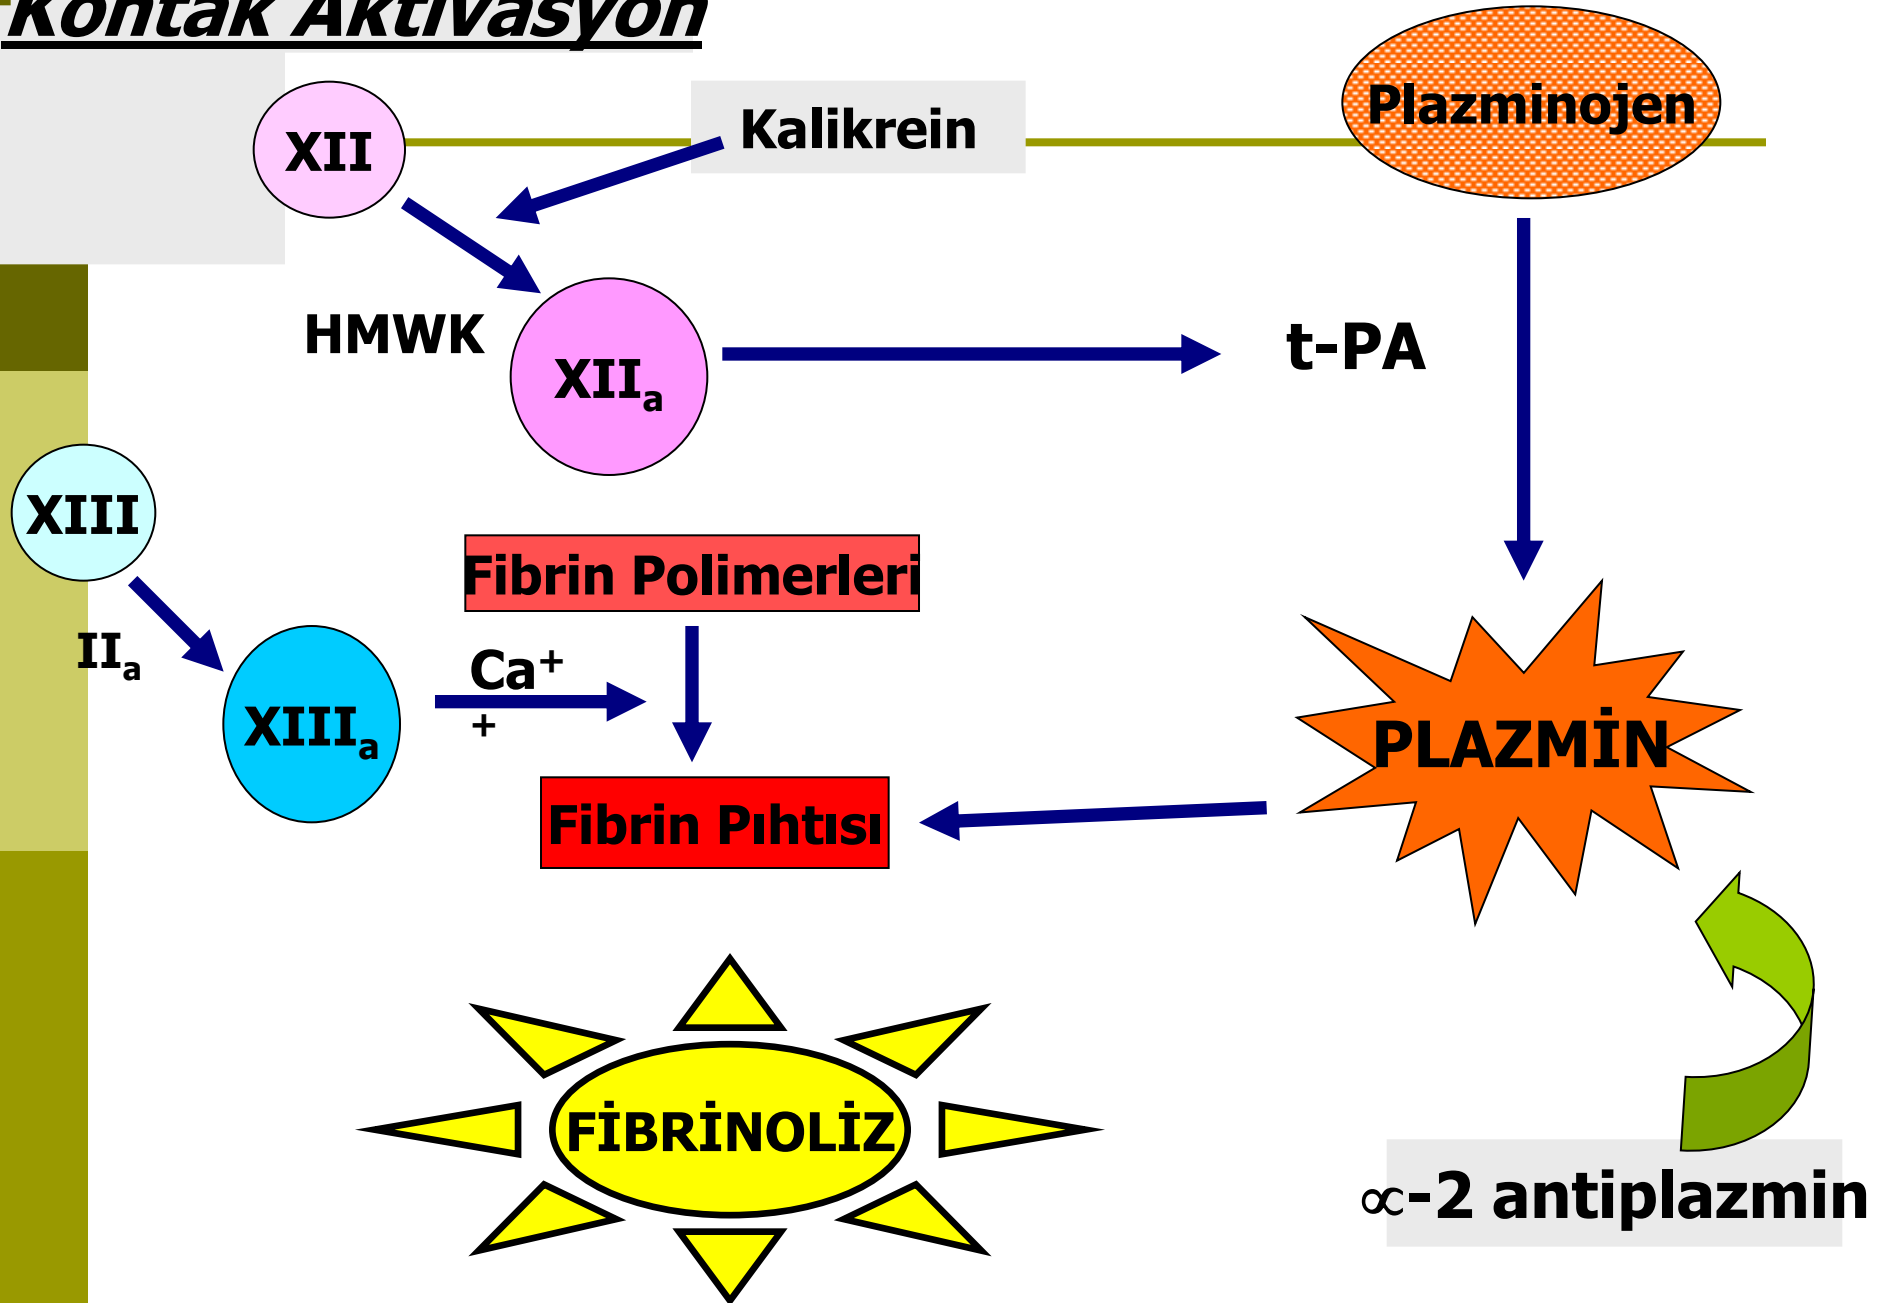 Kontak Aktivasyon
XII
Kalikrein
Plazminojen
HMWK
XIIa
t-PA
XIII
Fibrin Polimerleri
IIa
Ca+
+
XIIIa
PLAZMİN
Fibrin Pıhtısı
FİBRİNOLİZ
∝-2 antiplazmin